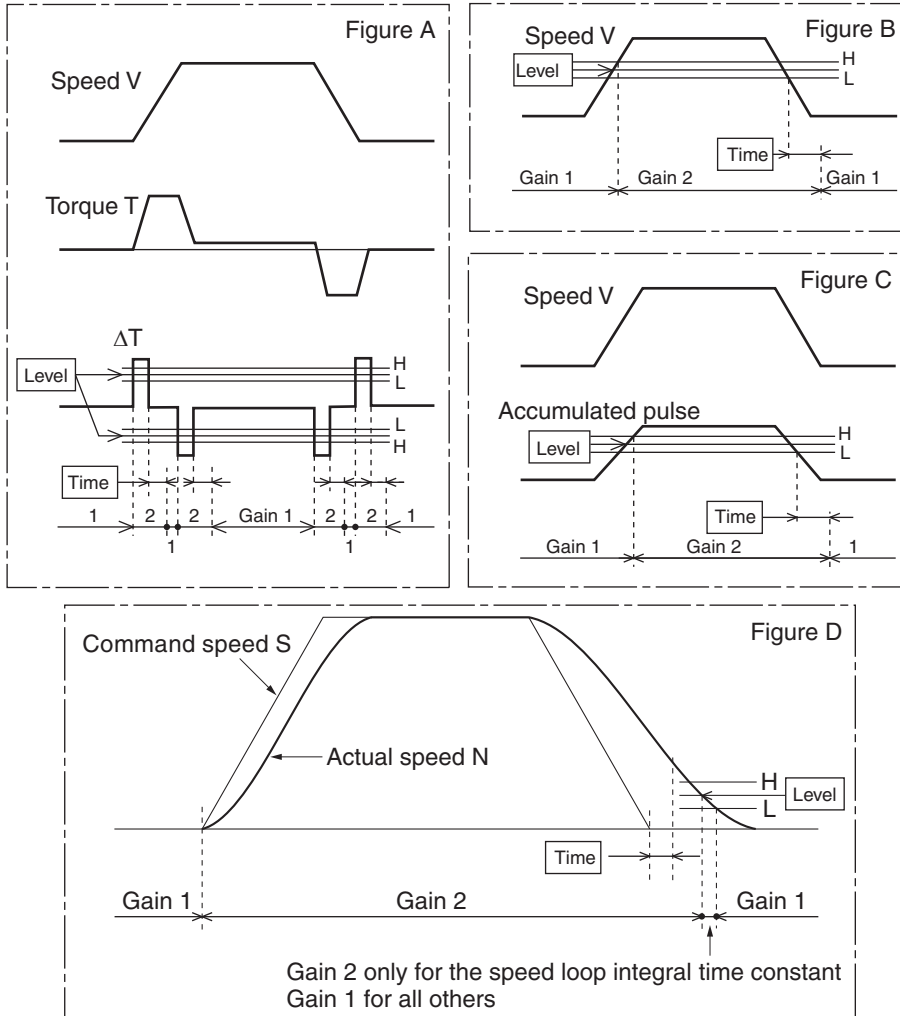 Figure A
Speed V
Torque T
ΔT
H
Level
L
L
H
Time
1 2 2 Gain 1 2 2 1
1 1
Figure B
Speed V
H
Level
L
Time
Gain 1 Gain 2 Gain 1
Figure C
Speed V
Accumulated pulse
H
Level
L
Time
Gain 1 Gain 2 1
Figure D
Command speed S
Actual speed N
H
Level
L
Time
Gain 1 Gain 2 Gain 1
Gain 2 only for the speed loop integral time constant
Gain 1 for all others